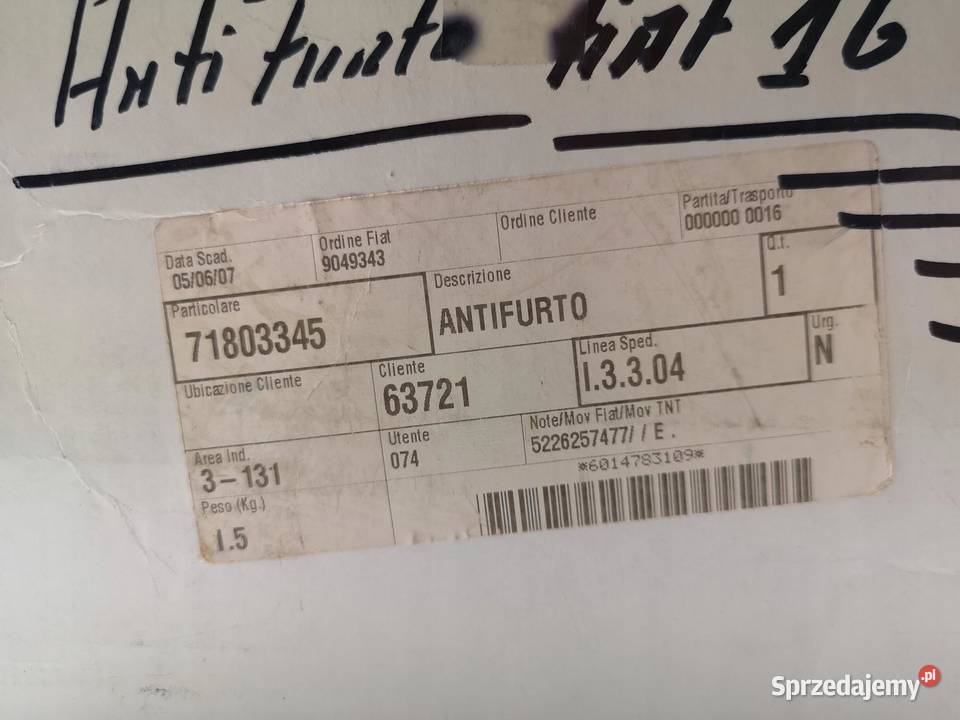 Antifurto fiat 16
Data Scad.
05/06/07
Ordine Fiat
9049343
Ordine Cliente
Partita/Trasporto
000000 0016
Particolare
71803345
Descrizione
ANTIFURTO
Q.t.
1
Ubicazione Cliente
Cliente
63721
Linea Sped.
I.3.3.04
Urg.
N
Area Ind.
3-131
Utente
074
Note/Mov Fiat/Mov TNT
5226257477/ / E .
Peso (Kg.)
1.5
*6014783109*
Sprzedajemy.pl